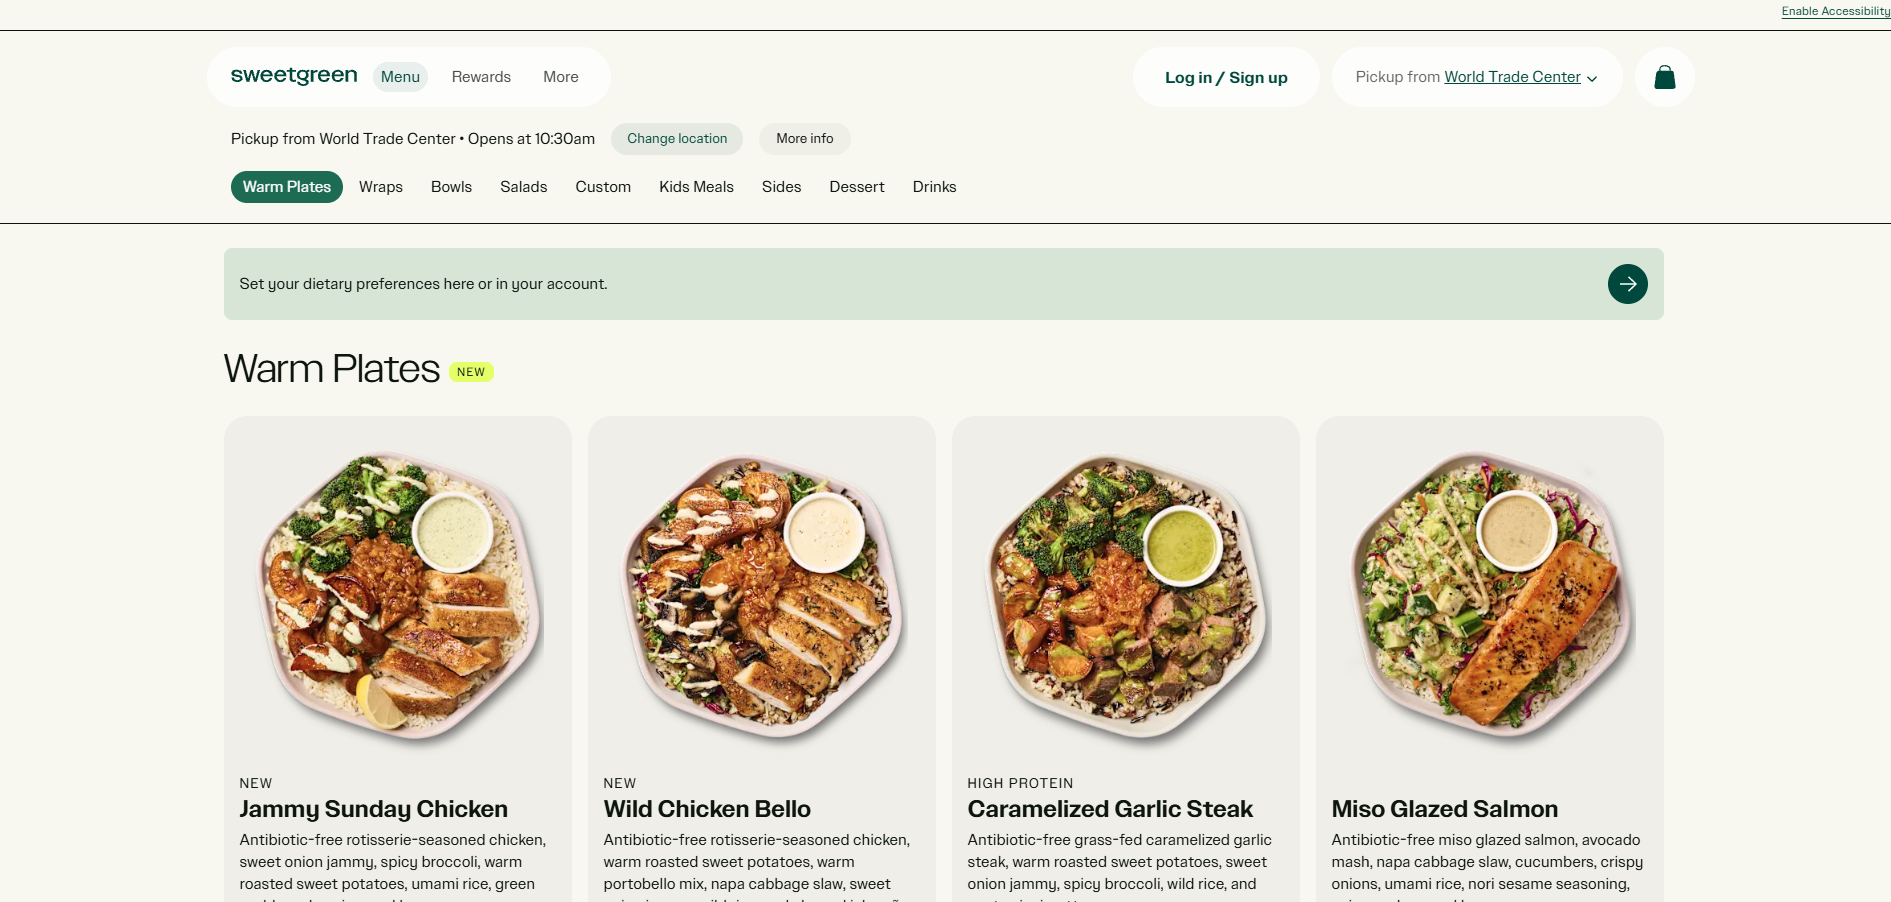 Enable Accessibility
sweetgreen Menu Rewards More Log in / Sign up Pickup from World Trade Center
Pickup from World Trade Center • Opens at 10:30am Change location More info
Warm Plates Wraps Bowls Salads Custom Kids Meals Sides Dessert Drinks
Set your dietary preferences here or in your account.
Warm Plates NEW
NEW
Jammy Sunday Chicken
Antibiotic-free rotisserie-seasoned chicken,
sweet onion jammy, spicy broccoli, warm
roasted sweet potatoes, umami rice, green
NEW
Wild Chicken Bello
Antibiotic-free rotisserie-seasoned chicken,
warm roasted sweet potatoes, warm
portobello mix, napa cabbage slaw, sweet
HIGH PROTEIN
Caramelized Garlic Steak
Antibiotic-free grass-fed caramelized garlic
steak, warm roasted sweet potatoes, sweet
onion jammy, spicy broccoli, wild rice, and
Miso Glazed Salmon
Antibiotic-free miso glazed salmon, avocado
mash, napa cabbage slaw, cucumbers, crispy
onions, umami rice, nori sesame seasoning,